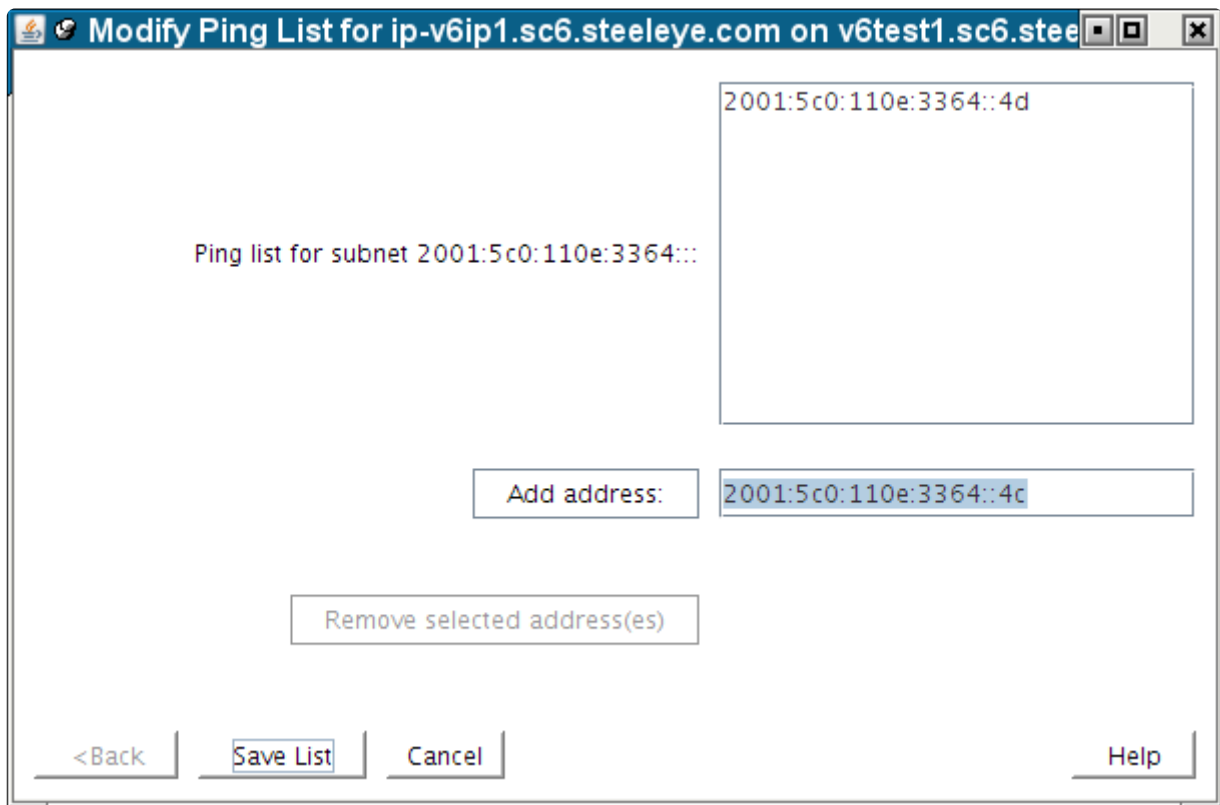 Modify Ping List for ip-v6ip1.sc6.steeleye.com on v6test1.sc6.stee
2001:5c0:110e:3364::4d
Ping list for subnet 2001:5c0:110e:3364:::
Add address:
2001:5c0:110e:3364::4c
Remove selected address(es)
<Back
Save List
Cancel
Help